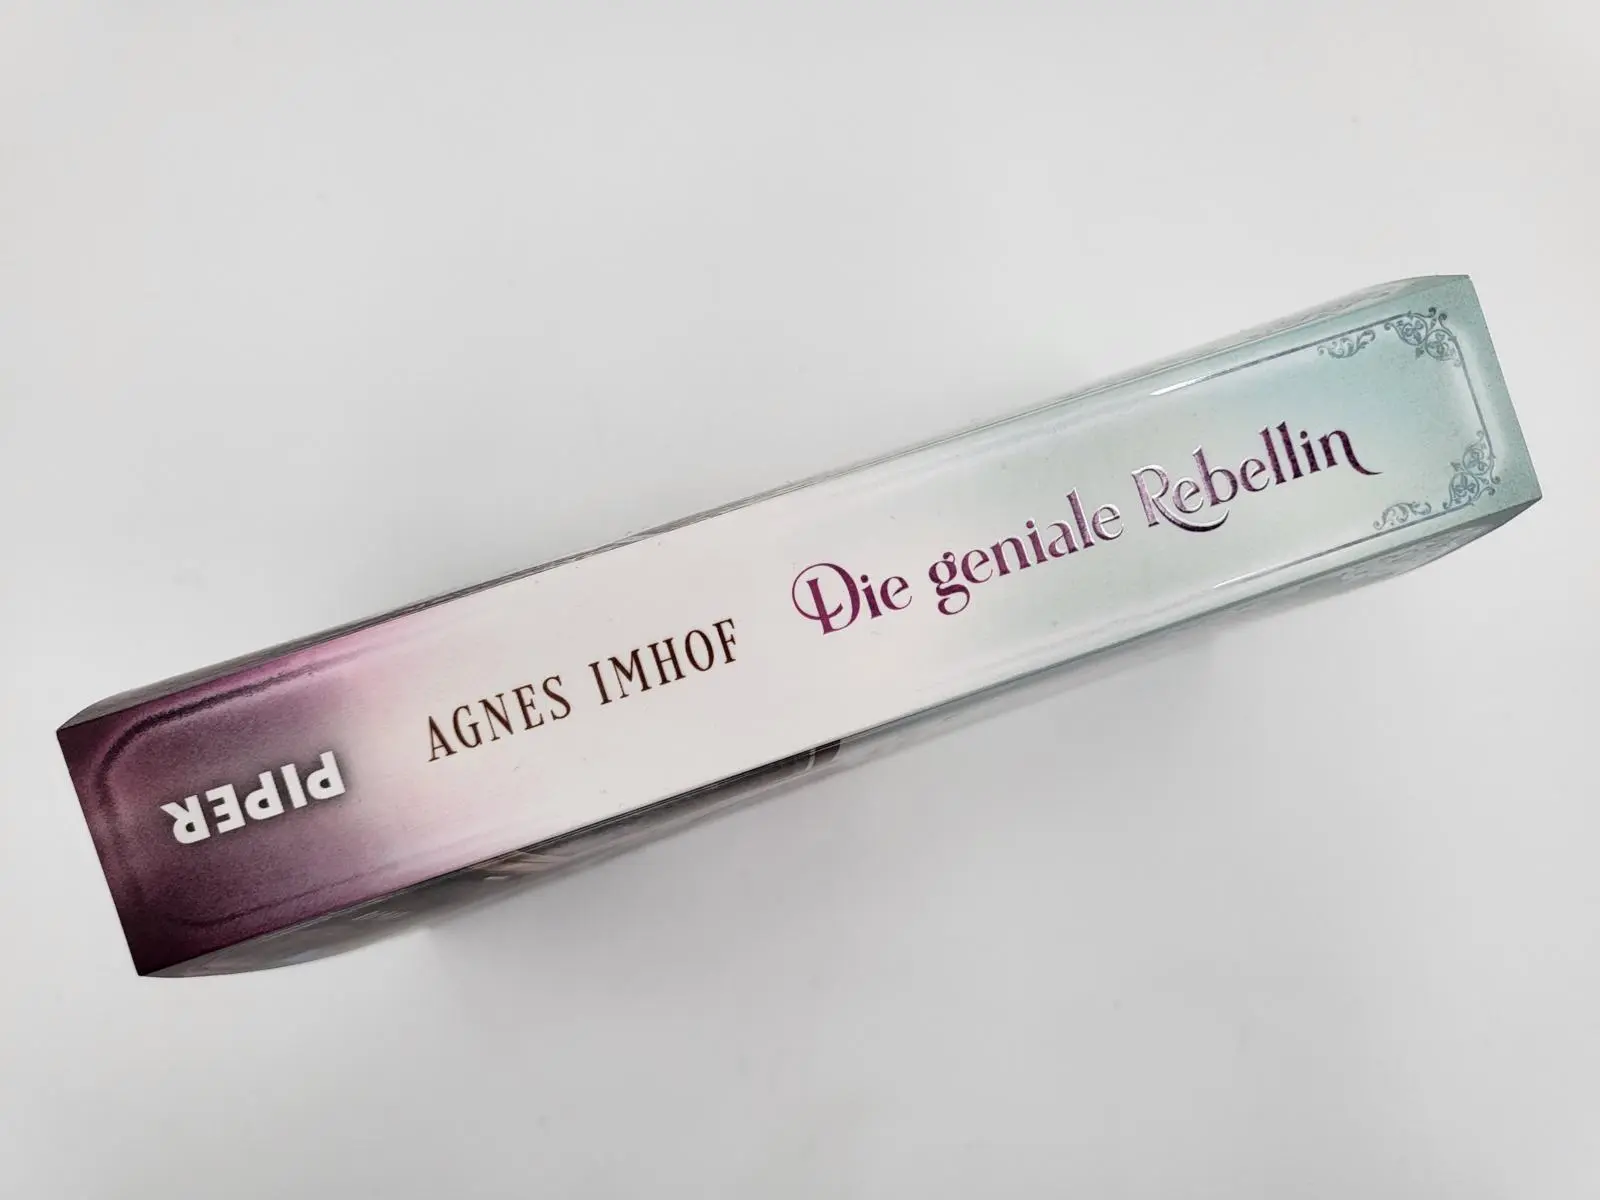 PIPER
AGNES IMHOF
Die geniale Rebellin